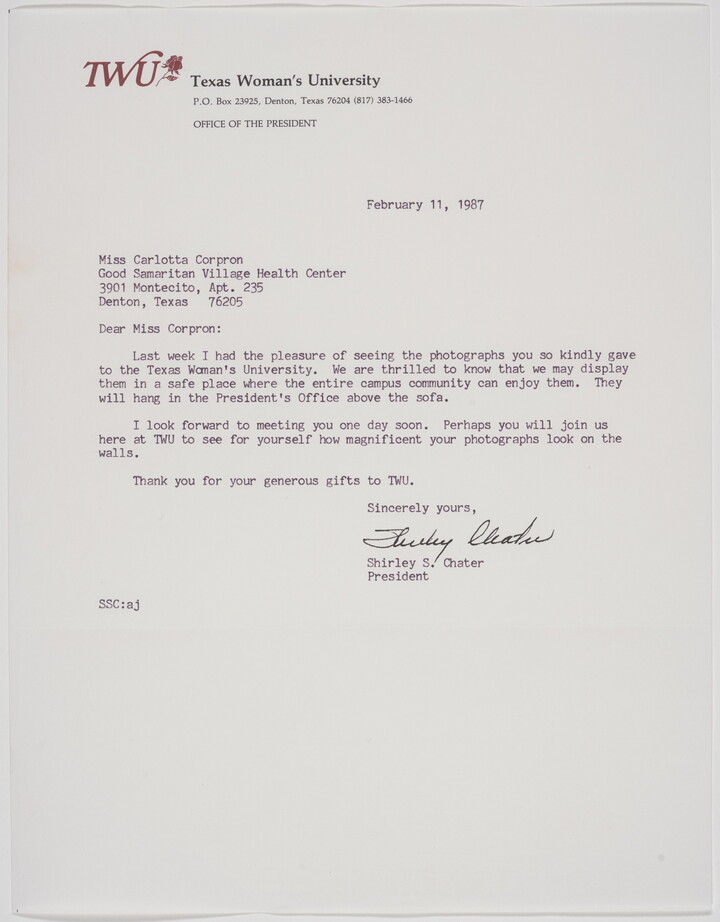 TWU
Texas Woman's University
P.O. Box 23925, Denton, Texas 76204 (817) 383-1466
OFFICE OF THE PRESIDENT
February 11, 1987
Miss Carlotta Corpron
Good Samaritan Village Health Center
3901 Montecito, Apt. 235
Denton, Texas 76205
Dear Miss Corpron:
Last week I had the pleasure of seeing the photographs you so kindly gave
to the Texas Woman's University. We are thrilled to know that we may display
them in a safe place where the entire campus community can enjoy them. They
will hang in the President's Office above the sofa.
I look forward to meeting you one day soon. Perhaps you will join us
here at TWU to see for yourself how magnificent your photographs look on the
walls.
Thank you for your generous gifts to TWU.
Sincerely yours,
Shirley Chater
Shirley S. Chater
President
SSC:aj